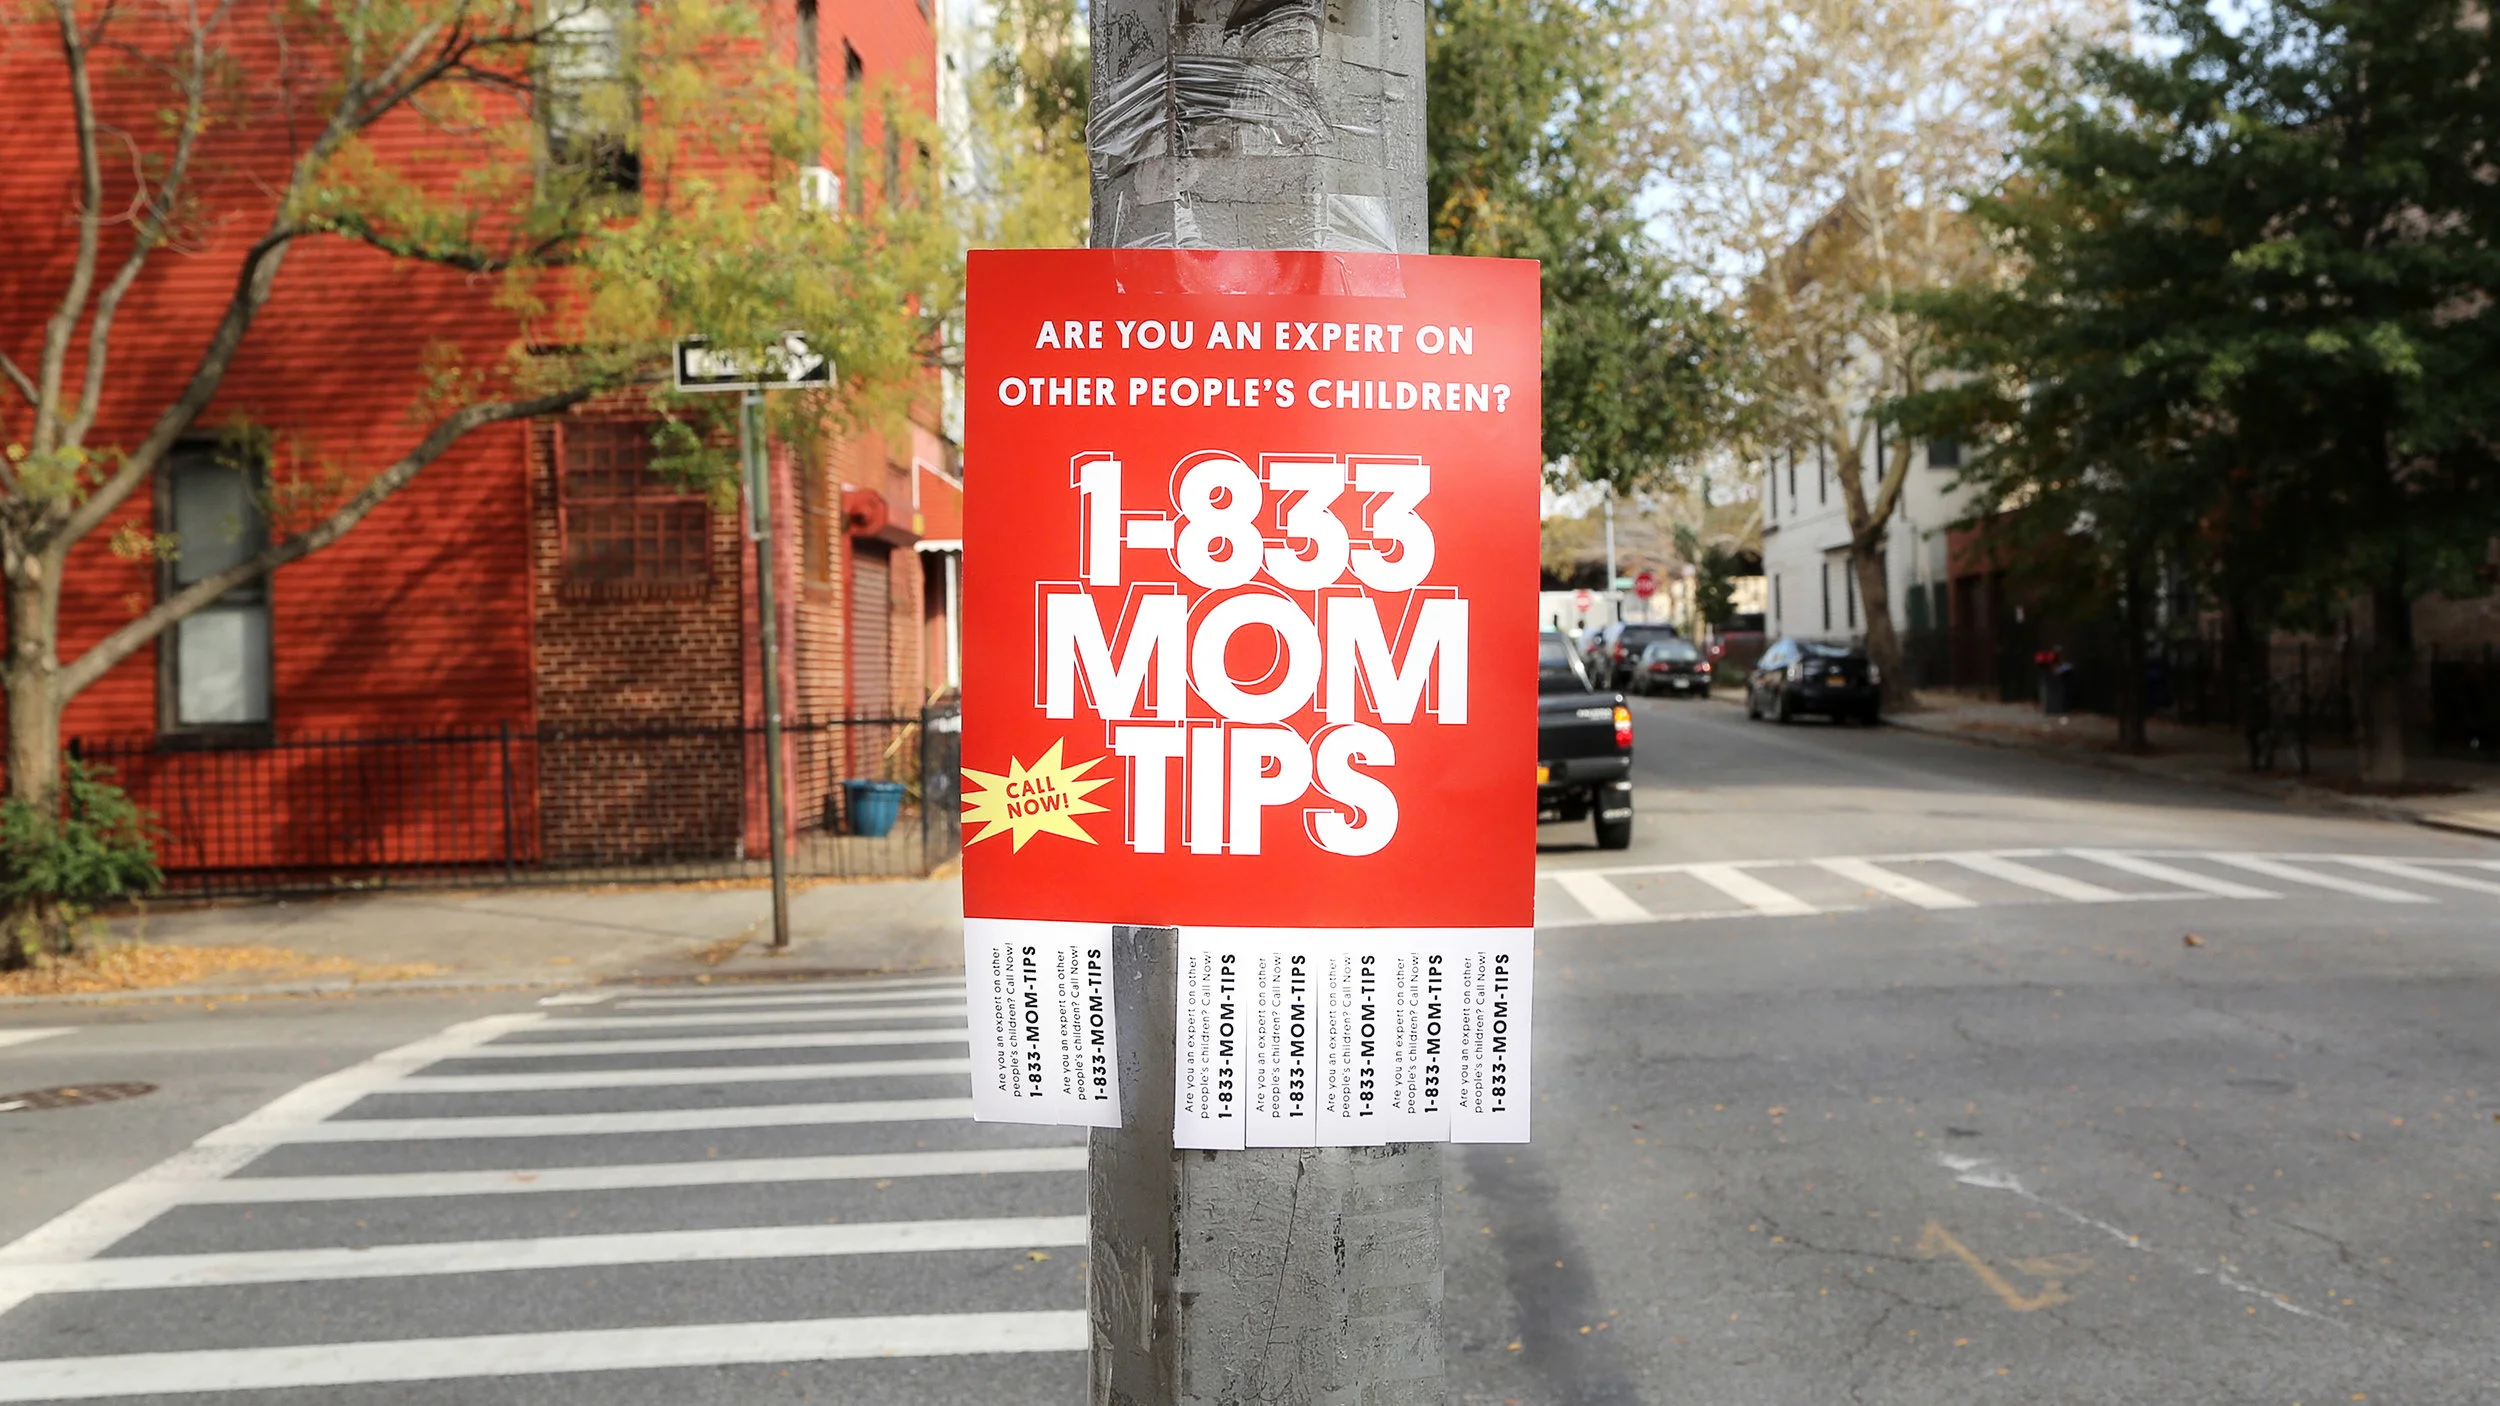 ARE YOU AN EXPERT ON
OTHER PEOPLE'S CHILDREN?
1-833
MOM
TIPS
CALL
NOW!
Are you an expert on other
people's children? Call Now!
1-833-MOM-TIPS
Are you an expert on other
people's children? Call Now!
1-833-MOM-TIPS
Are you an expert on other
people's children? Call Now!
1-833-MOM-TIPS
Are you an expert on other
people's children? Call Now!
1-833-MOM-TIPS
Are you an expert on other
people's children? Call Now!
1-833-MOM-TIPS
Are you an expert on other
people's children? Call Now!
1-833-MOM-TIPS
Are you an expert on other
people's children? Call Now!
1-833-MOM-TIPS